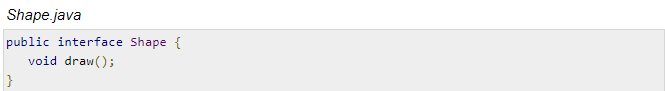 Shape.java
public interface Shape {
   void draw();
}